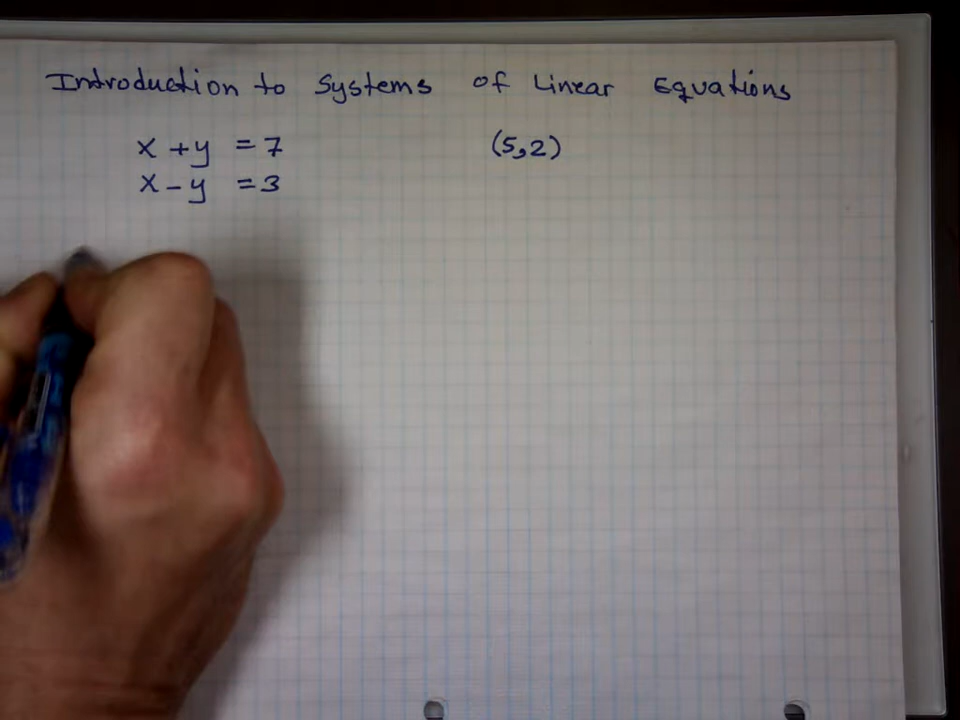 Introduction to Systems of Linear Equations
x + y = 7 (5,2)
x - y = 3